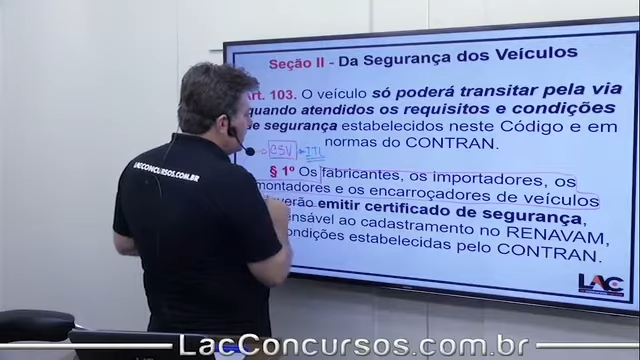 Seção II - Da Segurança dos Veículos
Art. 103. O veículo só poderá transitar pela via
quando atendidos os requisitos e condições
de segurança estabelecidos neste Código e em
normas do CONTRAN.
CSV ITL
§ 1º Os fabricantes, os importadores, os
montadores e os encarroçadores de veículos
verão emitir certificado de segurança,
ensável ao cadastramento no RENAVAM,
condições estabelecidas pelo CONTRAN.
LACCONCURSOS.COM.BR
LAC
LacConcursos.com.br